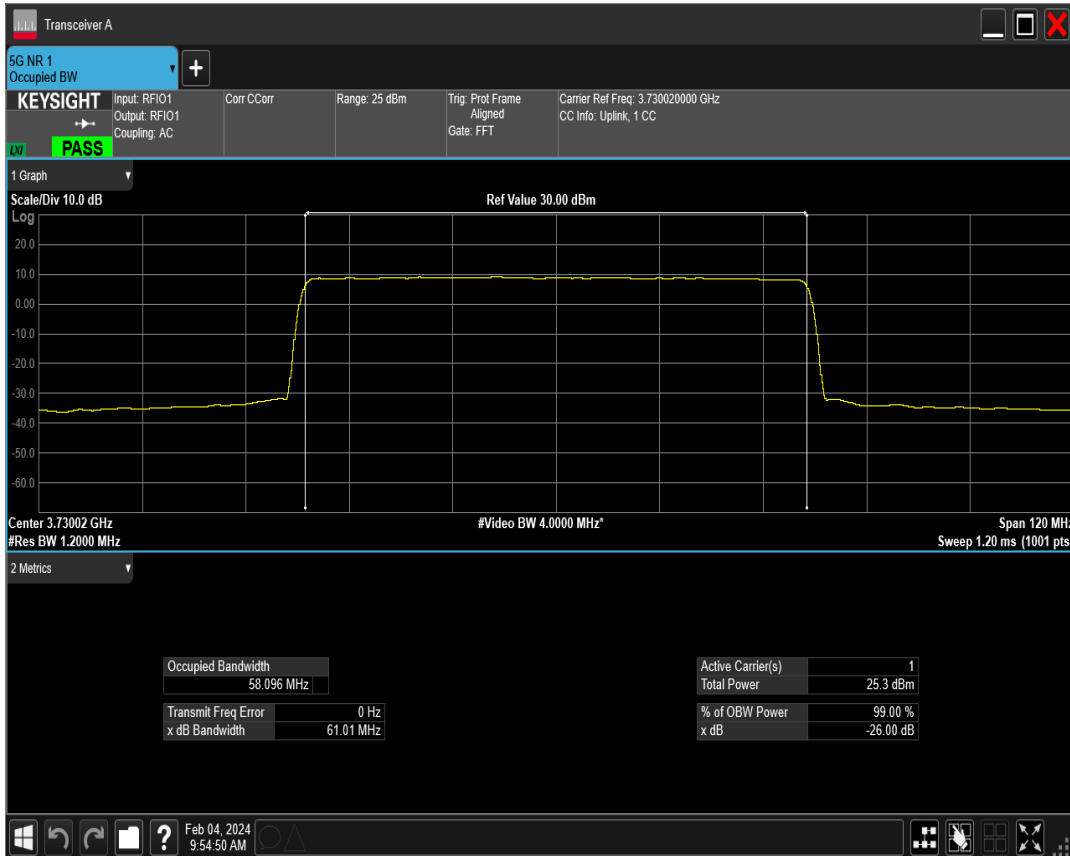 Transceiver A
5G NR 1
Occupied BW
+
KEYSIGHT
LXI
PASS
Input: RFIO1
Output: RFIO1
Coupling: AC
Corr CCorr
Range: 25 dBm
Trig: Prot Frame
Aligned
Gate: FFT
Carrier Ref Freq: 3.730020000 GHz
CC Info: Uplink, 1 CC
1 Graph
Scale/Div 10.0 dB
Ref Value 30.00 dBm
Log
20.0
10.0
0.00
-10.0
-20.0
-30.0
-40.0
-50.0
-60.0
Center 3.73002 GHz
#Video BW 4.0000 MHz*
Span 120 MHz
#Res BW 1.2000 MHz
Sweep 1.20 ms (1001 pts
2 Metrics
Occupied Bandwidth
58.096 MHz
Transmit Freq Error 0 Hz
x dB Bandwidth 61.01 MHz
Active Carrier(s) 1
Total Power 25.3 dBm
% of OBW Power 99.00 %
x dB -26.00 dB
?
Feb 04, 2024
9:54:50 AM